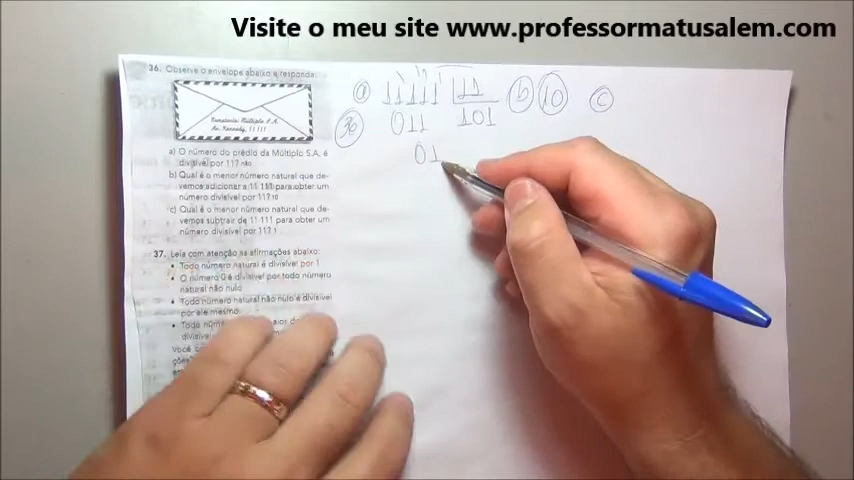 Visite o meu site www.professormatusalem.com
36. Observe o envelope abaixo e responda:
Av. Kennedy, 11 111
a) O número do prédio da Múltiplo S.A. é
divisível por 11? não
b) Qual é o menor número natural que de-
vemos adicionar a 11 111 para obter um
número divisível por 11? 10
c) Qual é o menor número natural que de-
vemos subtrair de 11 111 para obter um
número divisível por 11? 1
37. Leia com atenção as afirmações abaixo:
• Todo número natural é divisível por 1
• O número 0 é divisível por todo número
natural não nulo
• Todo número natural não nulo é divisível
por ele mesmo
• Todo
36
a 11111 11 b 10 c
011 101
01